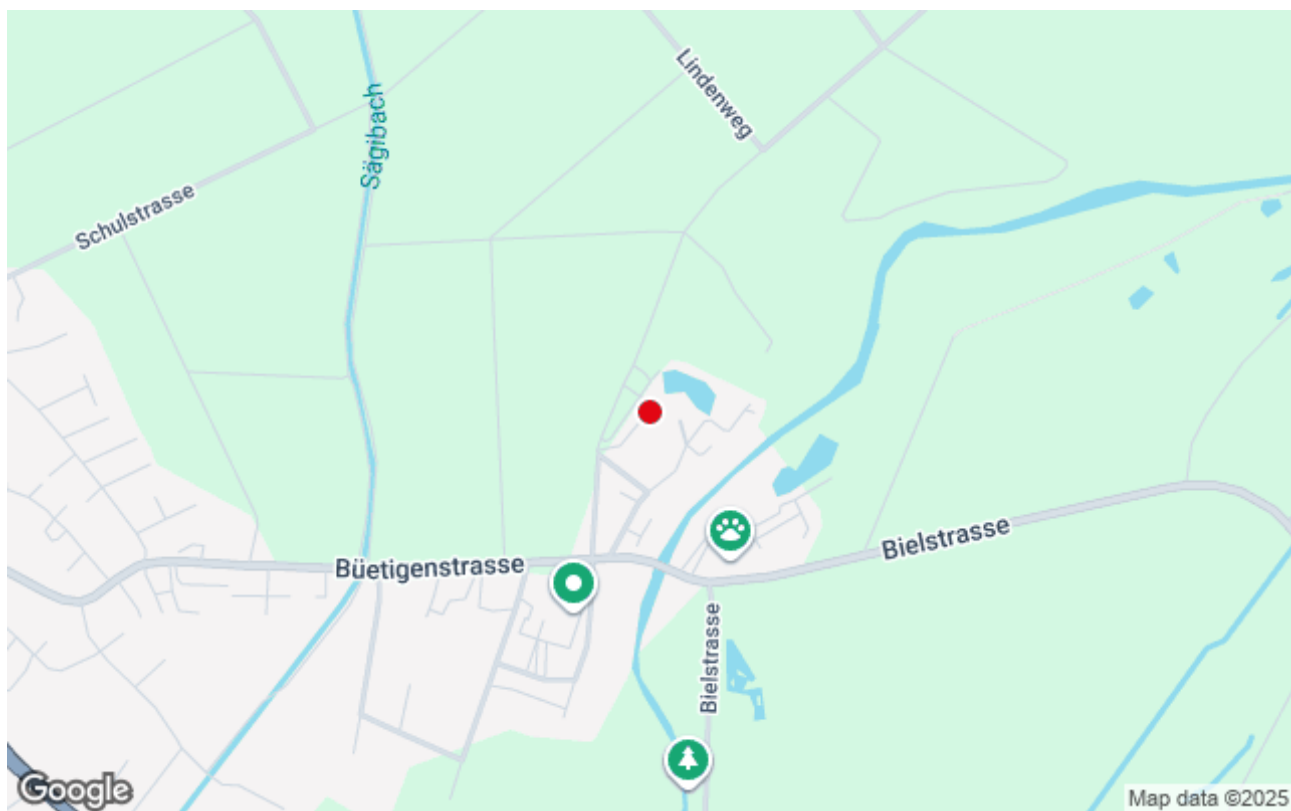 Lindenweg
Sägibach
Schulstrasse
Bielstrasse
Büetigenstrasse
Bielstrasse
Google
Map data ©2025